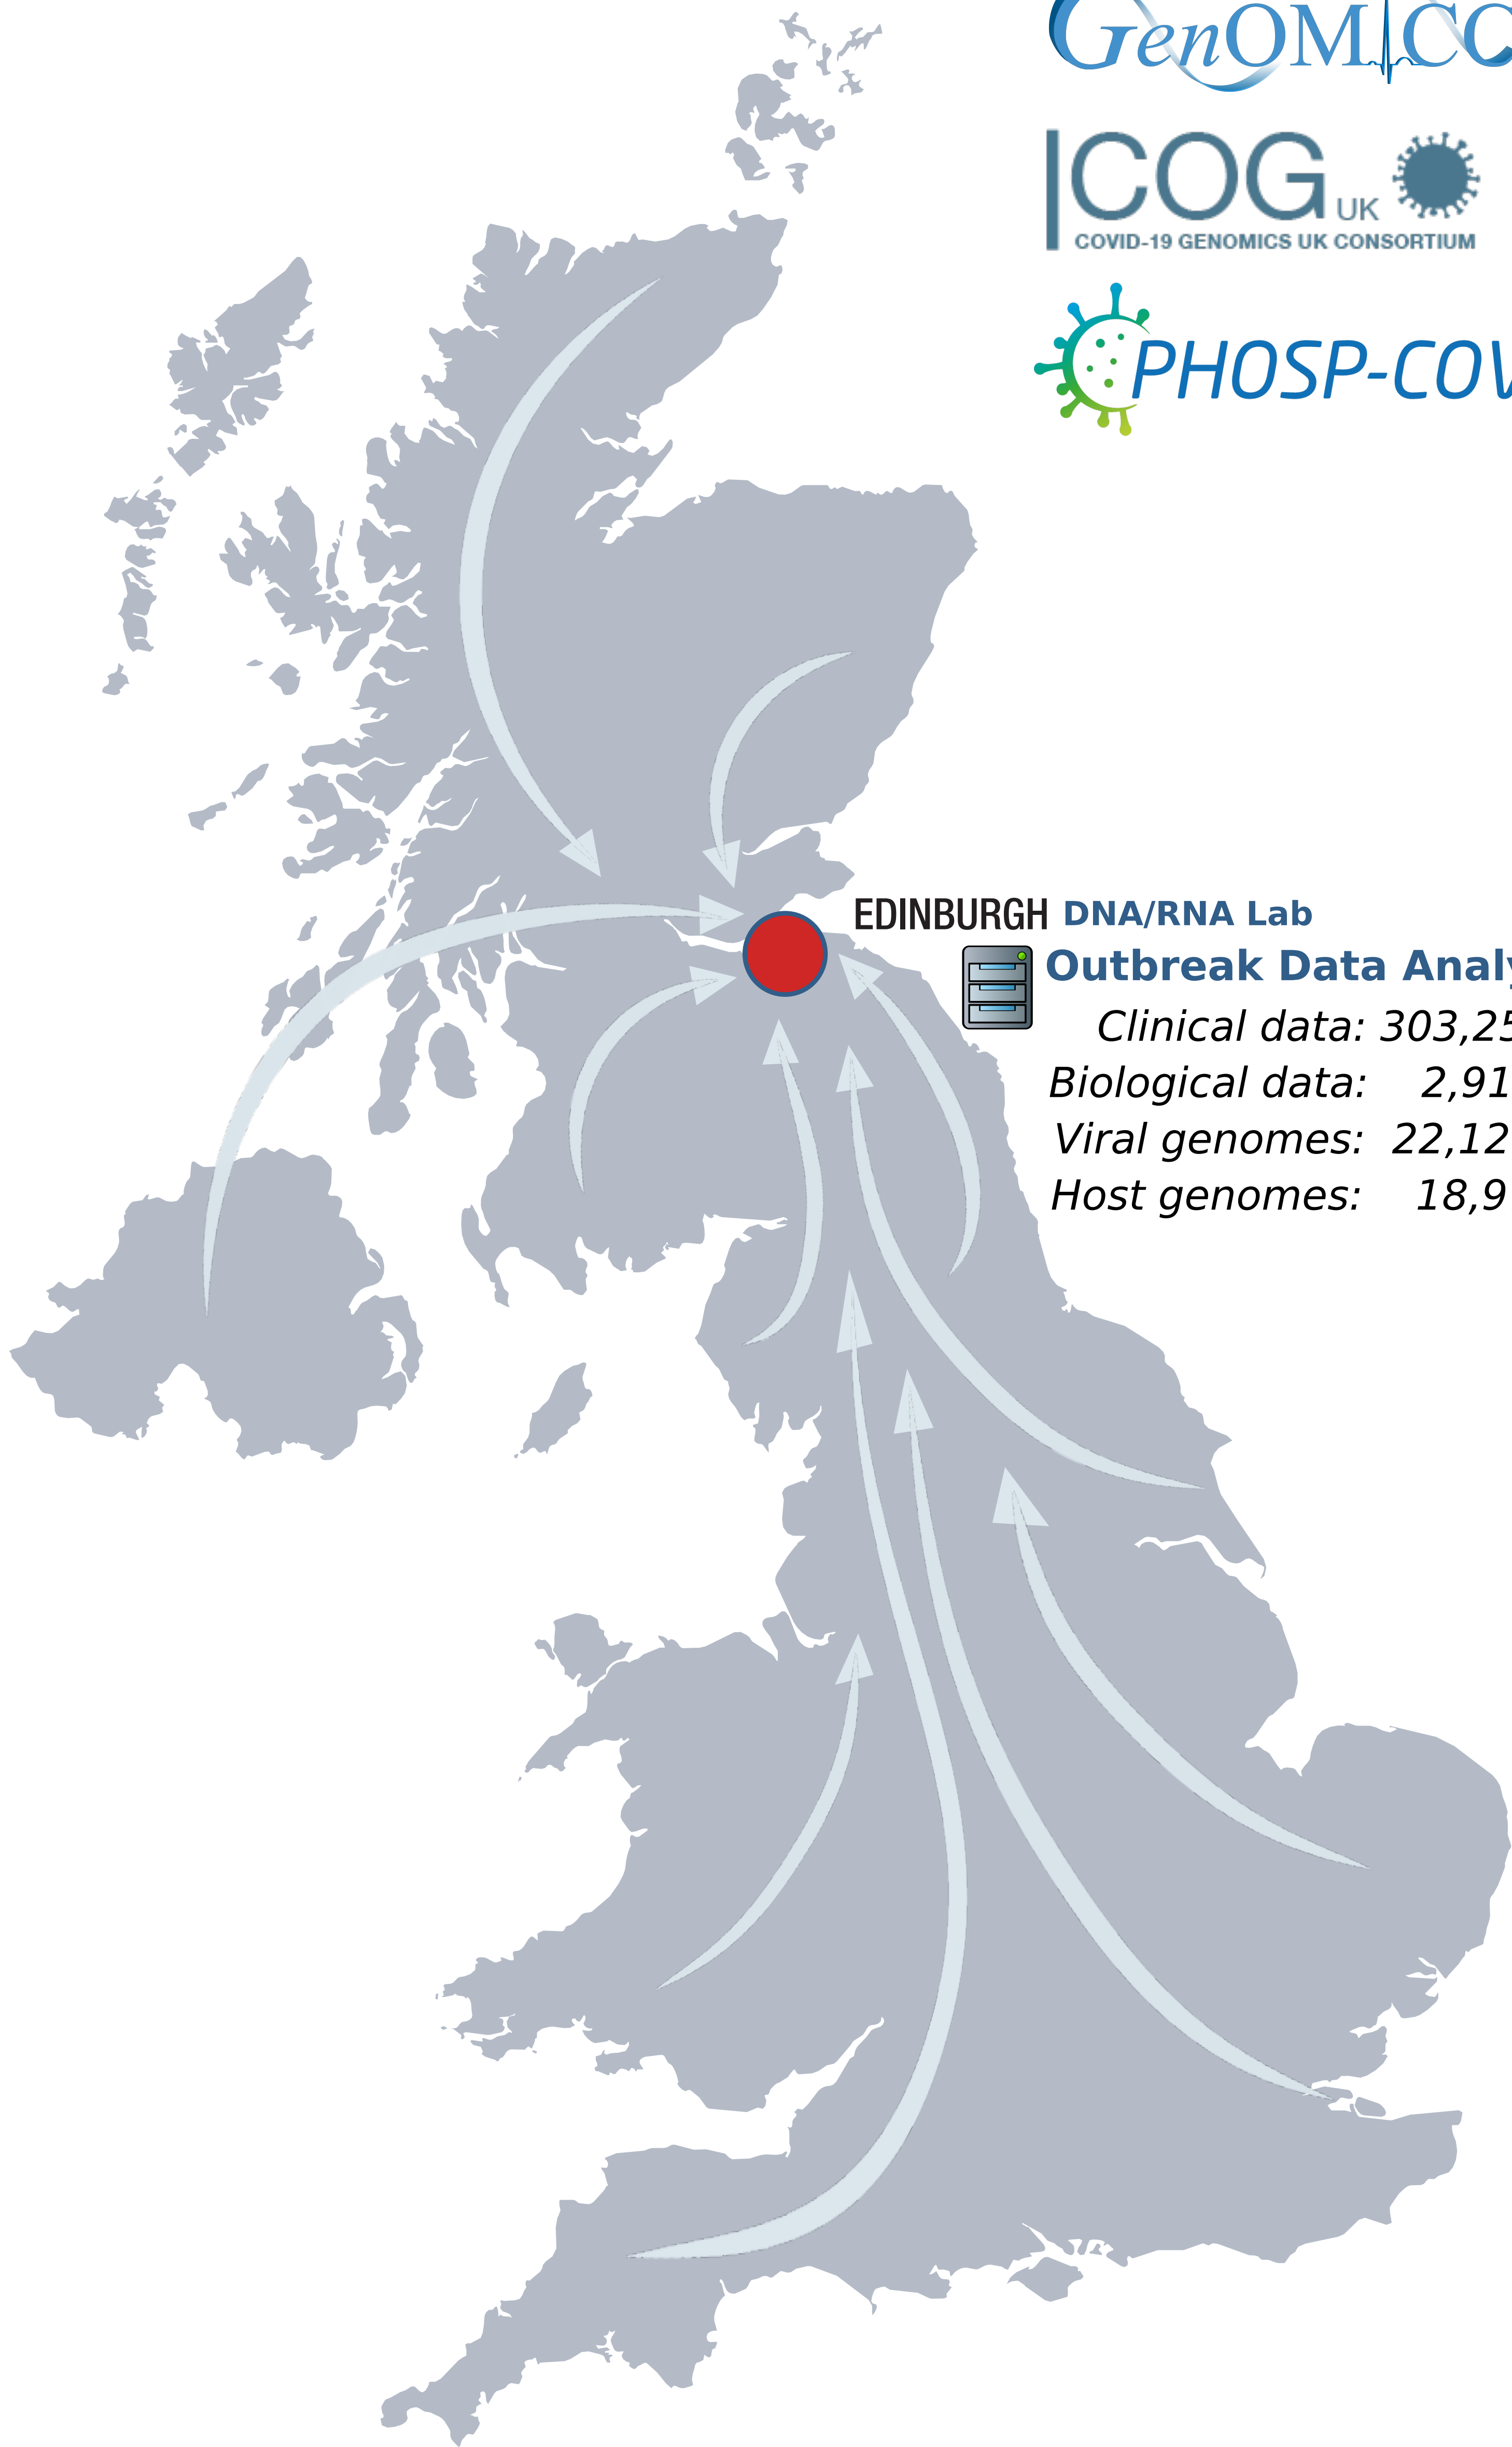 GenOMICC
COG UK
COVID-19 GENOMICS UK CONSORTIUM
PHOSP-COV
EDINBURGH DNA/RNA Lab
Outbreak Data Analy
Clinical data: 303,25
Biological data: 2,91
Viral genomes: 22,12
Host genomes: 18,9